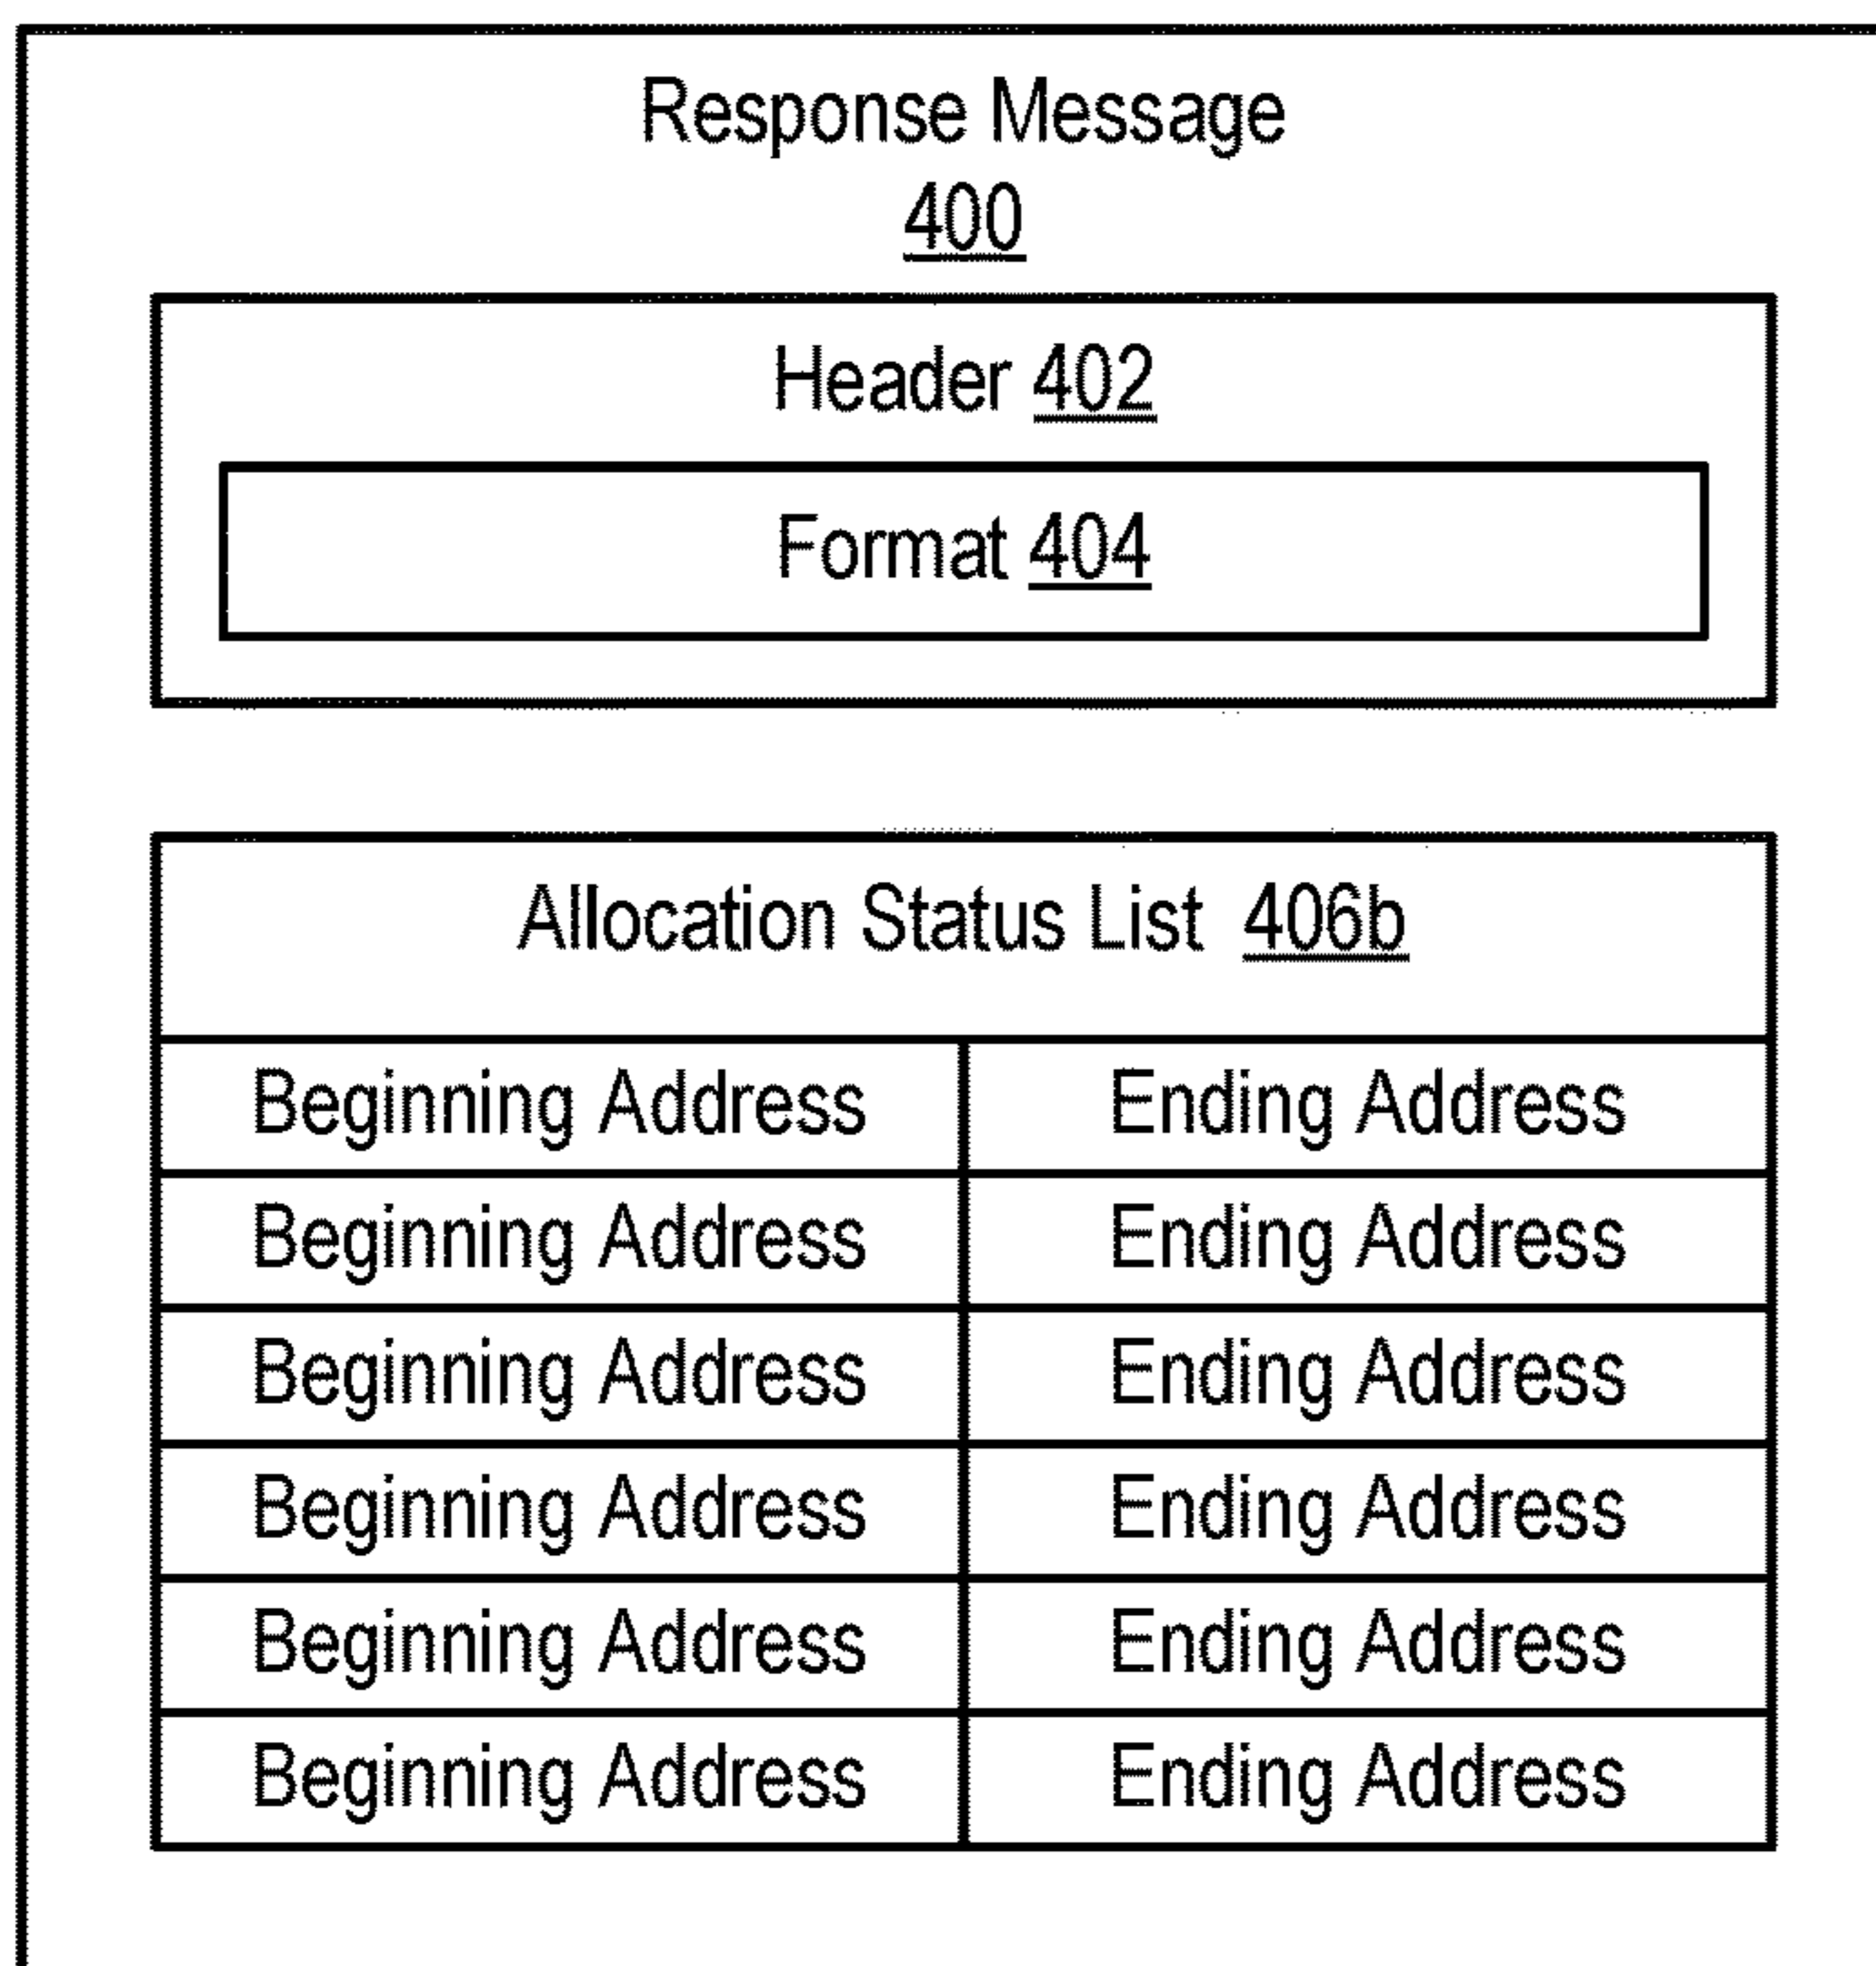 Response Message
400
Header 402
Format 404
Allocation Status List 406b
Beginning Address Ending Address
Beginning Address Ending Address
Beginning Address Ending Address
Beginning Address Ending Address
Beginning Address Ending Address
Beginning Address Ending Address